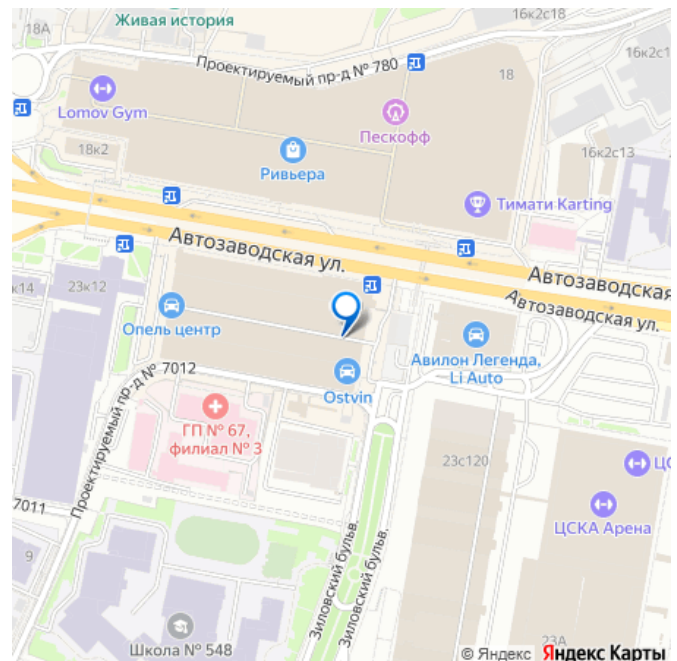 18А
Живая история
16к2с18
16к2с1
Проектируемый пр-д № 780
18
Lomov Gym
Пескофф
18к2
Ривьера
16к2с13
Тимати Karting
Автозаводская ул.
Автозаводская
Автозаводская ул.
к14
23к12
Опель центр
Авилон Легенда,
Li Auto
Ostvin
Проектируемый пр-д № 7012
ГП № 67,
филиал № 3
23с120
ЦС
7011
ЦСКА Арена
Зиловский бульв.
Зиловский бульв.
9
Школа № 548
23А
© Яндекс Яндекс Карты